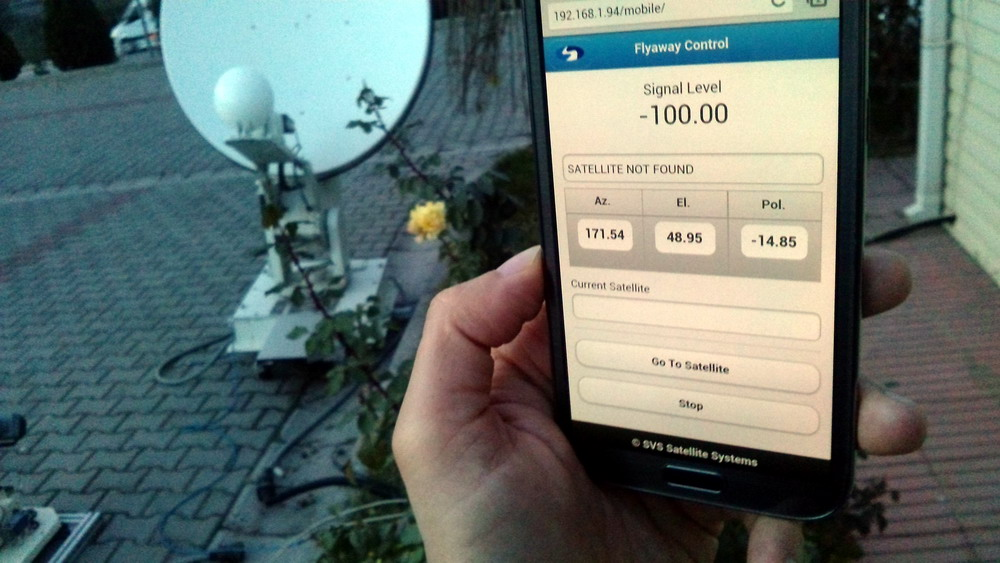 192.168.1.94/mobile/
Flyaway Control
Signal Level
-100.00
SATELLITE NOT FOUND
Az. El. Pol.
171.54 48.95 -14.85
Current Satellite
Go To Satellite
Stop
© SVS Satellite Systems